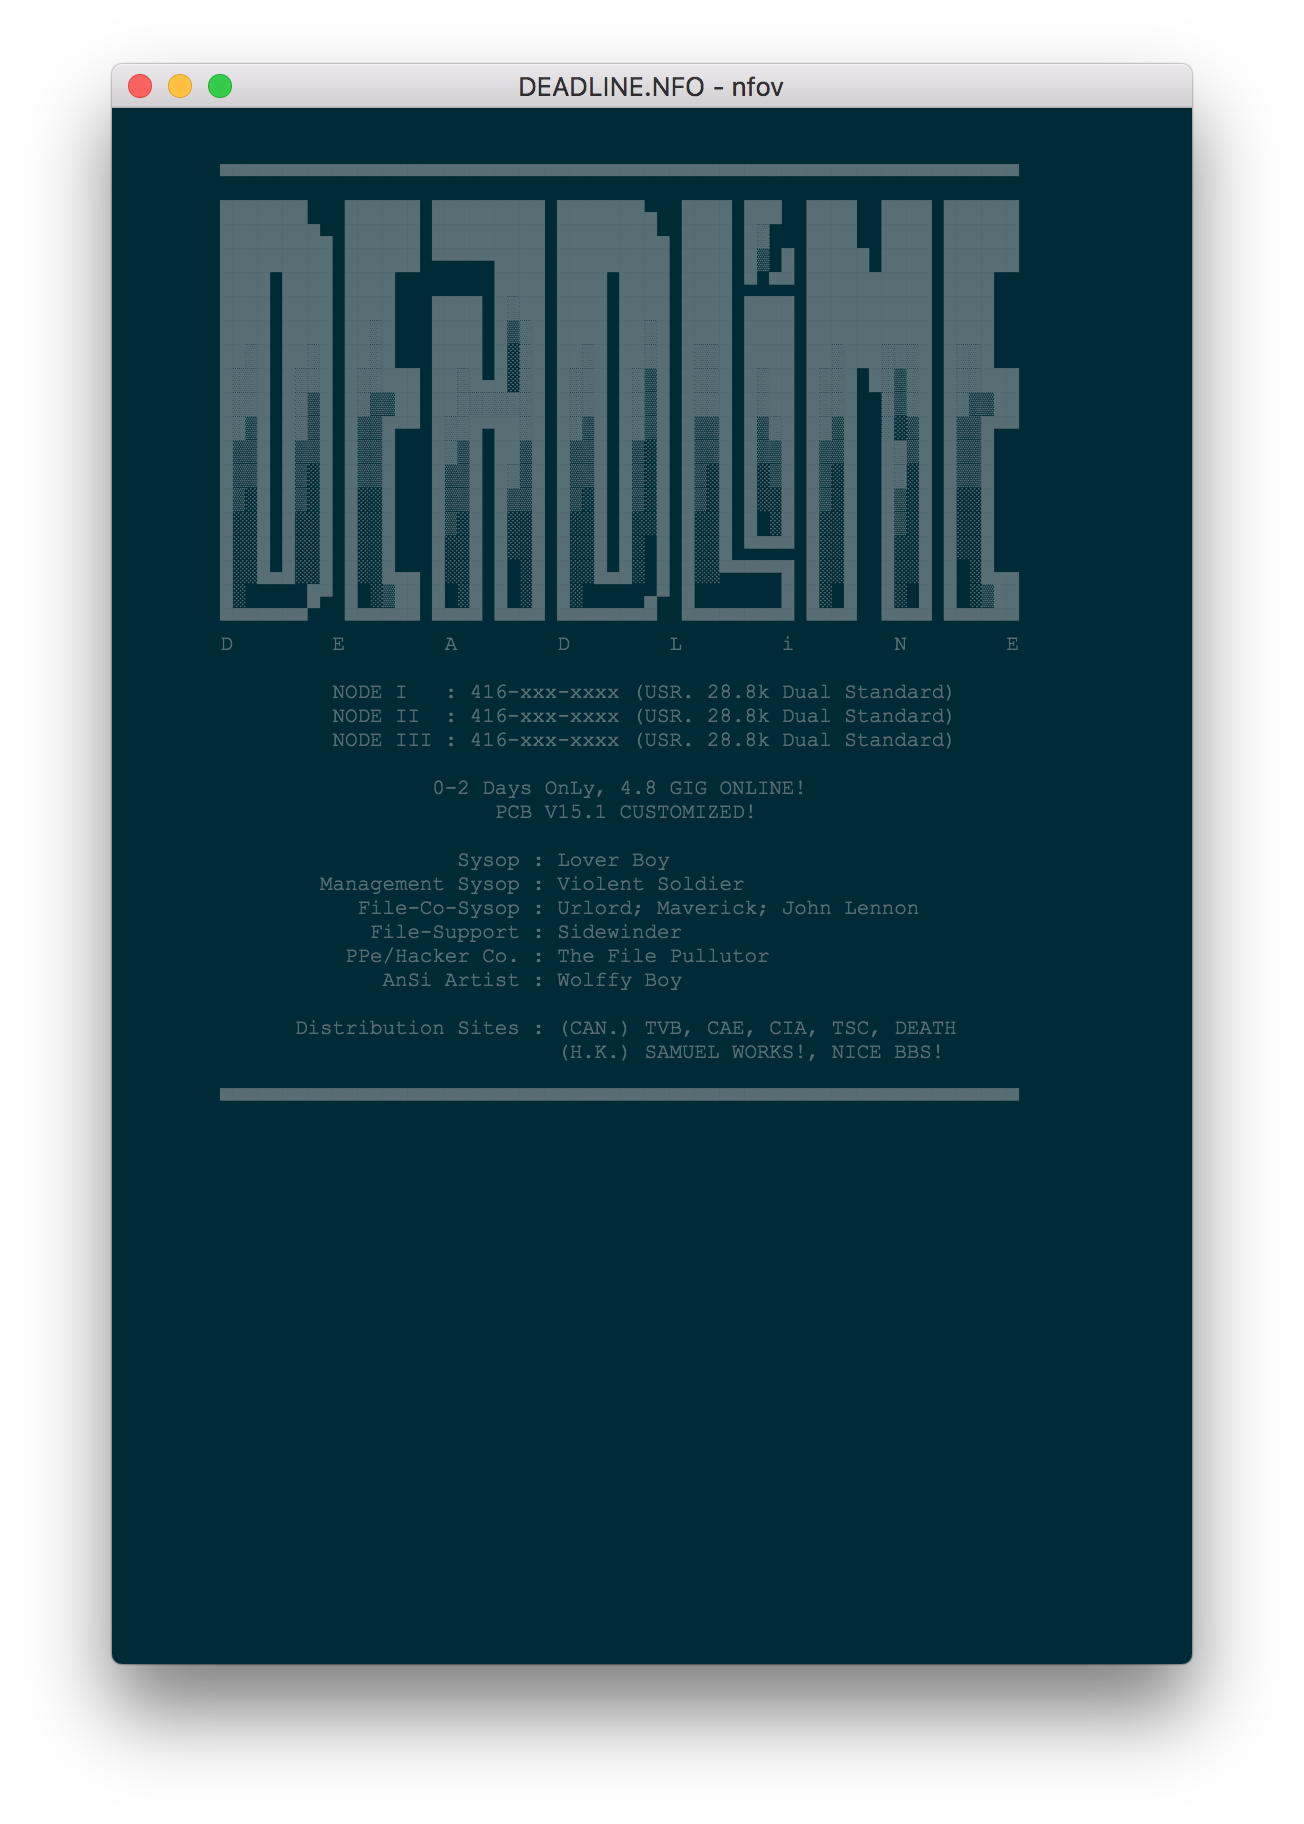 DEADLINE.NFO - nfov
DEADLiNE
D E A D L i N E
NODE I : 416-xxx-xxxx (USR. 28.8k Dual Standard)
NODE II : 416-xxx-xxxx (USR. 28.8k Dual Standard)
NODE III : 416-xxx-xxxx (USR. 28.8k Dual Standard)
0-2 Days OnLy, 4.8 GIG ONLINE!
PCB V15.1 CUSTOMIZED!
Sysop : Lover Boy
Management Sysop : Violent Soldier
File-Co-Sysop : Urlord; Maverick; John Lennon
File-Support : Sidewinder
PPe/Hacker Co. : The File Pullutor
AnSi Artist : Wolffy Boy
Distribution Sites : (CAN.) TVB, CAE, CIA, TSC, DEATH
(H.K.) SAMUEL WORKS!, NICE BBS!